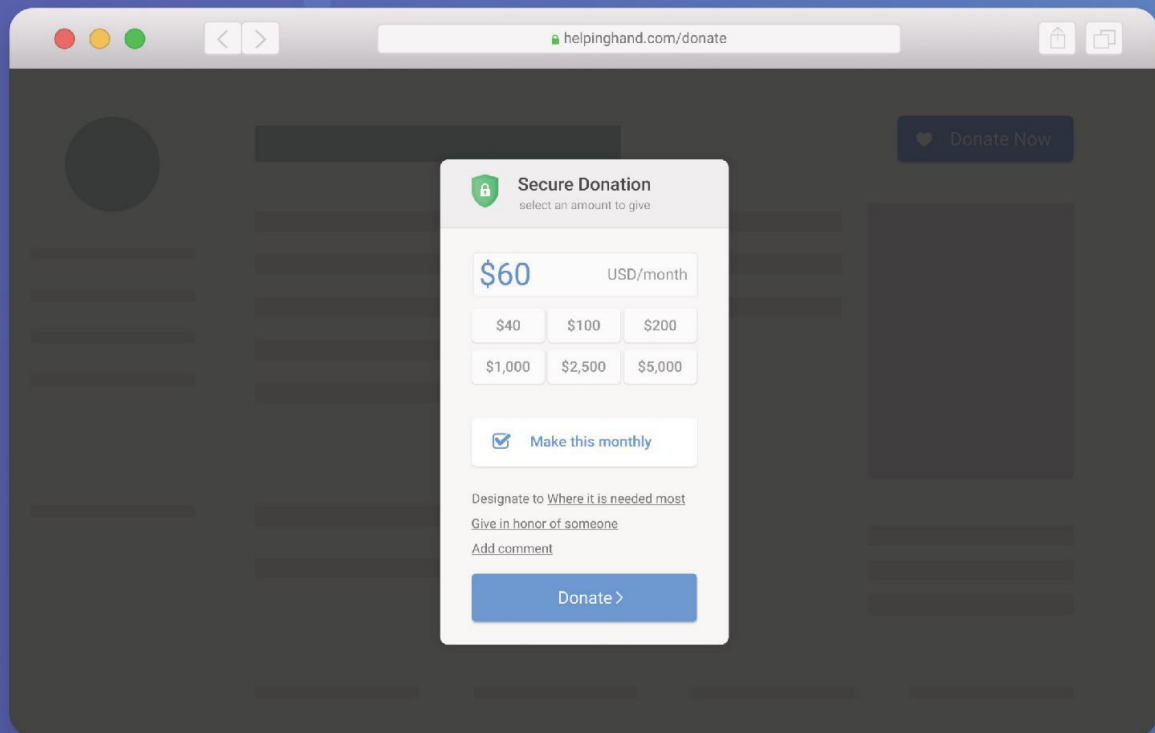 helpinghand.com/donate
Donate Now
Secure Donation
select an amount to give
$60 USD/month
$40 $100 $200
$1,000 $2,500 $5,000
Make this monthly
Designate to Where it is needed most
Give in honor of someone
Add comment
Donate >